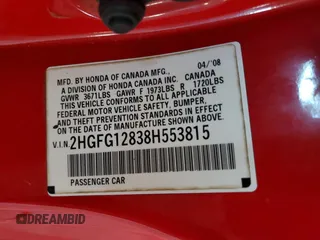 MFD. BY HONDA OF CANADA MFG., 04/'08
A DIVISION OF HONDA CANADA INC. CANADA
GVWR 3671LBS GAWR F 1973LBS R 1720LBS
THIS VEHICLE CONFORMS TO ALL APPLICABLE
FEDERAL MOTOR VEHICLE SAFETY, BUMPER,
AND THEFT PREVENTION STANDARDS IN EFFECT
ON THE DATE OF MANUFACTURE SHOWN ABOVE.
V.I.N. 2HGFG12838H553815
PASSENGER CAR
DREAMBID